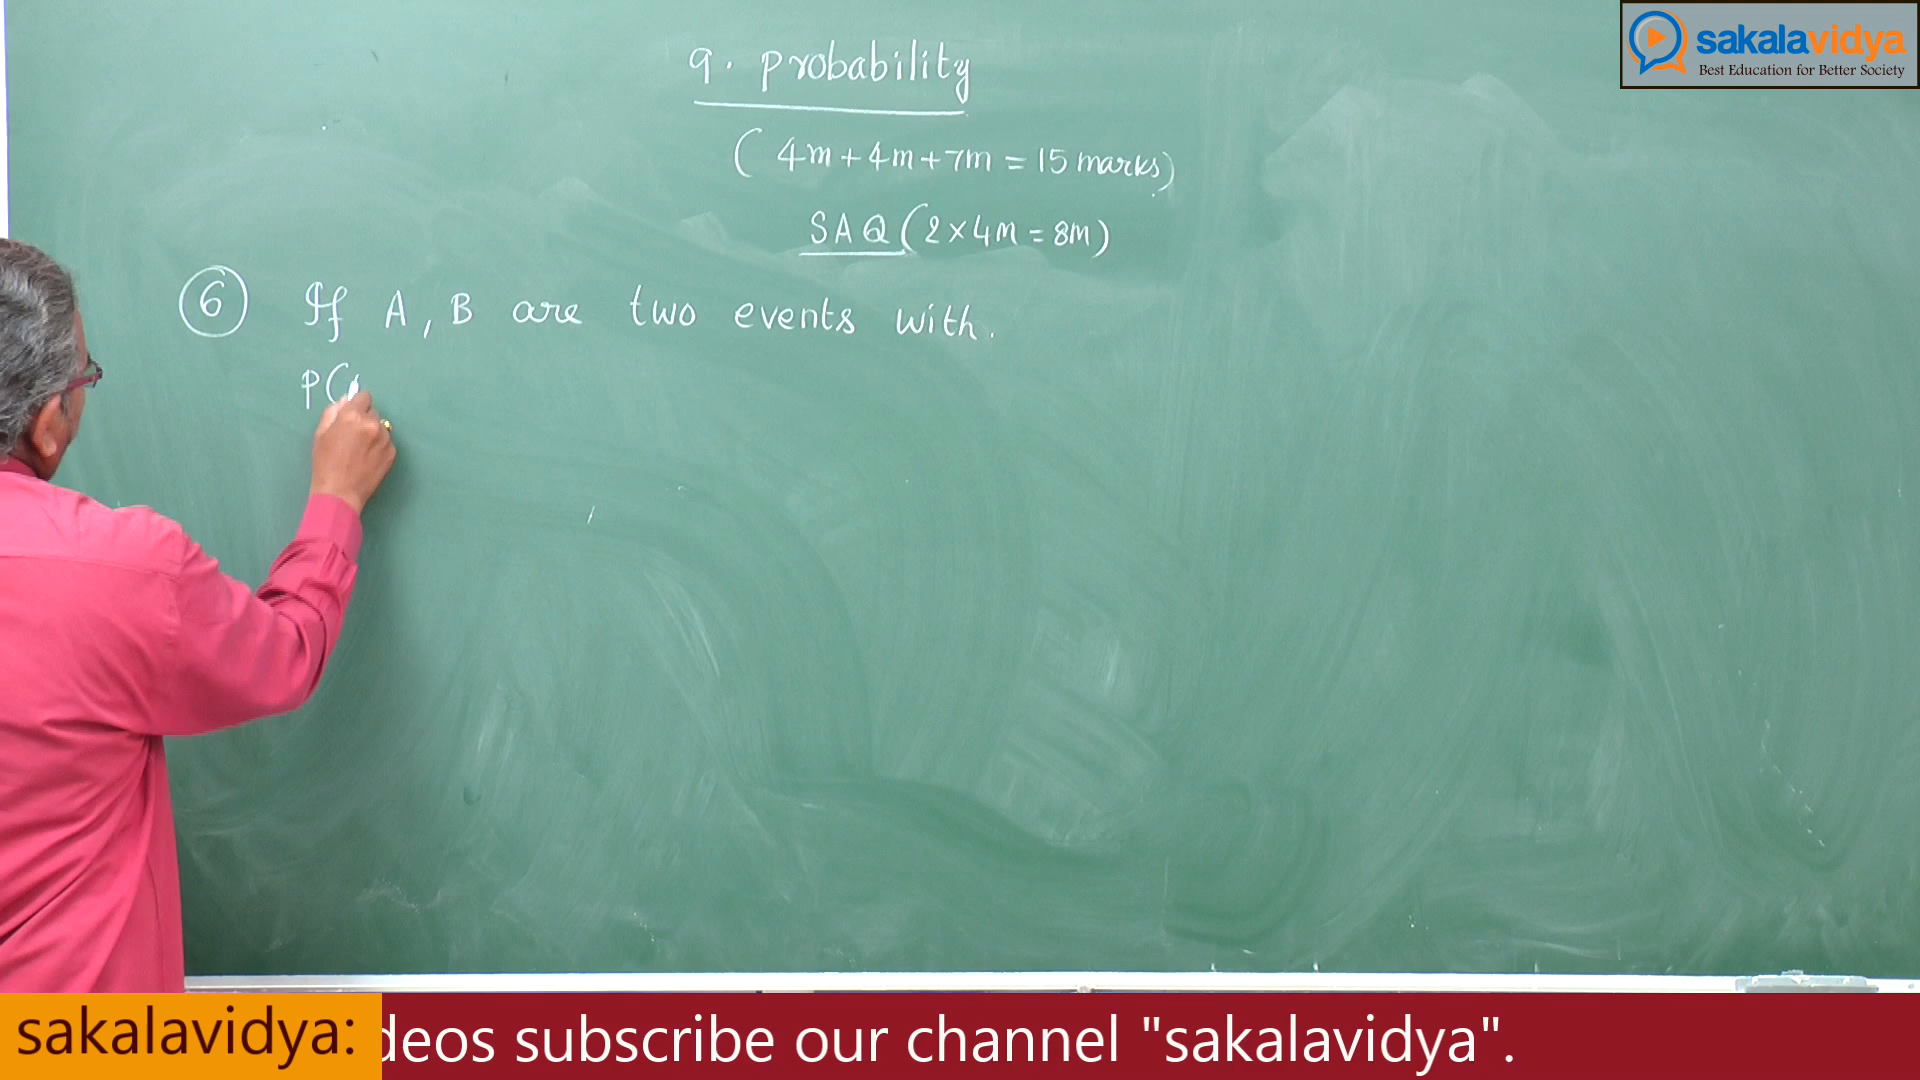 sakalavidya
Best Education for Better Society
9. probability
( 4m + 4m + 7m = 15 marks)
SAQ ( 2 × 4m = 8m )
6 If A, B are two events with.
P(
sakalavidya:
deos subscribe our channel "sakalavidya".